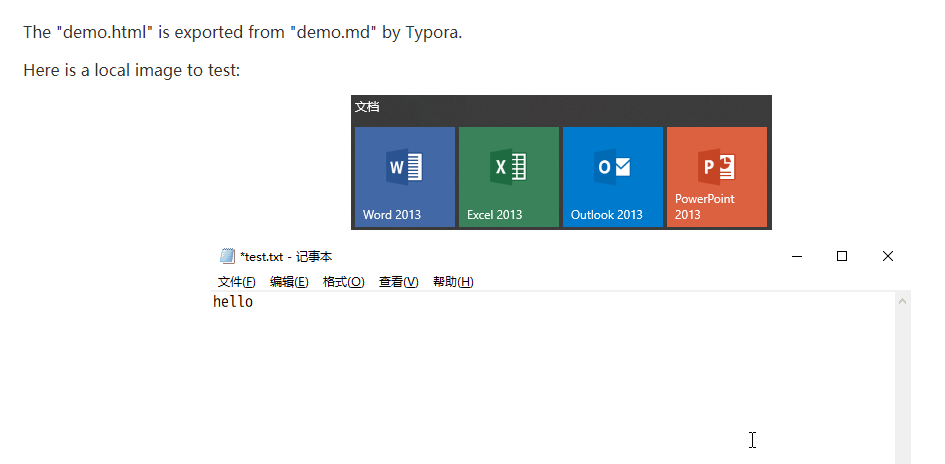 The "demo.html" is exported from "demo.md" by Typora.
Here is a local image to test:
文档
W X O P
Word 2013 Excel 2013 Outlook 2013 PowerPoint 2013
*test.txt - 记事本
文件(F) 编辑(E) 格式(O) 查看(V) 帮助(H)
hello